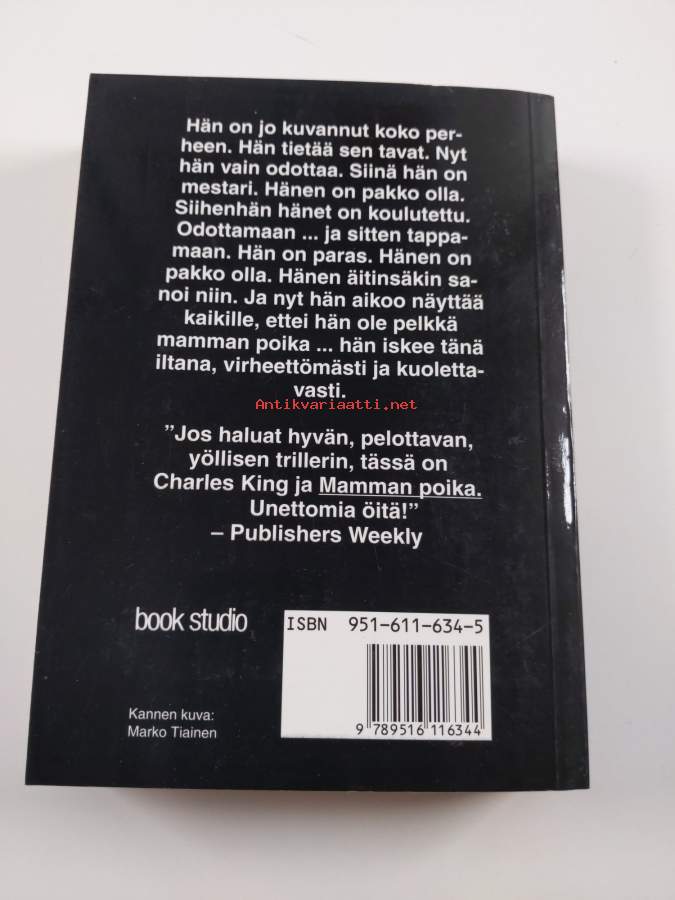 Hän on jo kuvannut koko per-
heen. Hän tietää sen tavat. Nyt
hän vain odottaa. Siinä hän on
mestari. Hänen on pakko olla.
Siihenhän hänet on koulutettu.
Odottamaan ... ja sitten tappa-
maan. Hän on paras. Hänen on
pakko olla. Hänen äitinsäkin sa-
noi niin. Ja nyt hän aikoo näyttää
kaikille, ettei hän ole pelkkä
mamman poika ... hän iskee tänä
iltana, virheettömästi ja kuoletta-
vasti.
Antikvariaatti.net
”Jos haluat hyvän, pelottavan,
yöllisen trillerin, tässä on
Charles King ja Mamman poika.
Unettomia öitä!”
– Publishers Weekly
book studio
ISBN 951-611-634-5
9 789516 116344
Kannen kuva:
Marko Tiainen